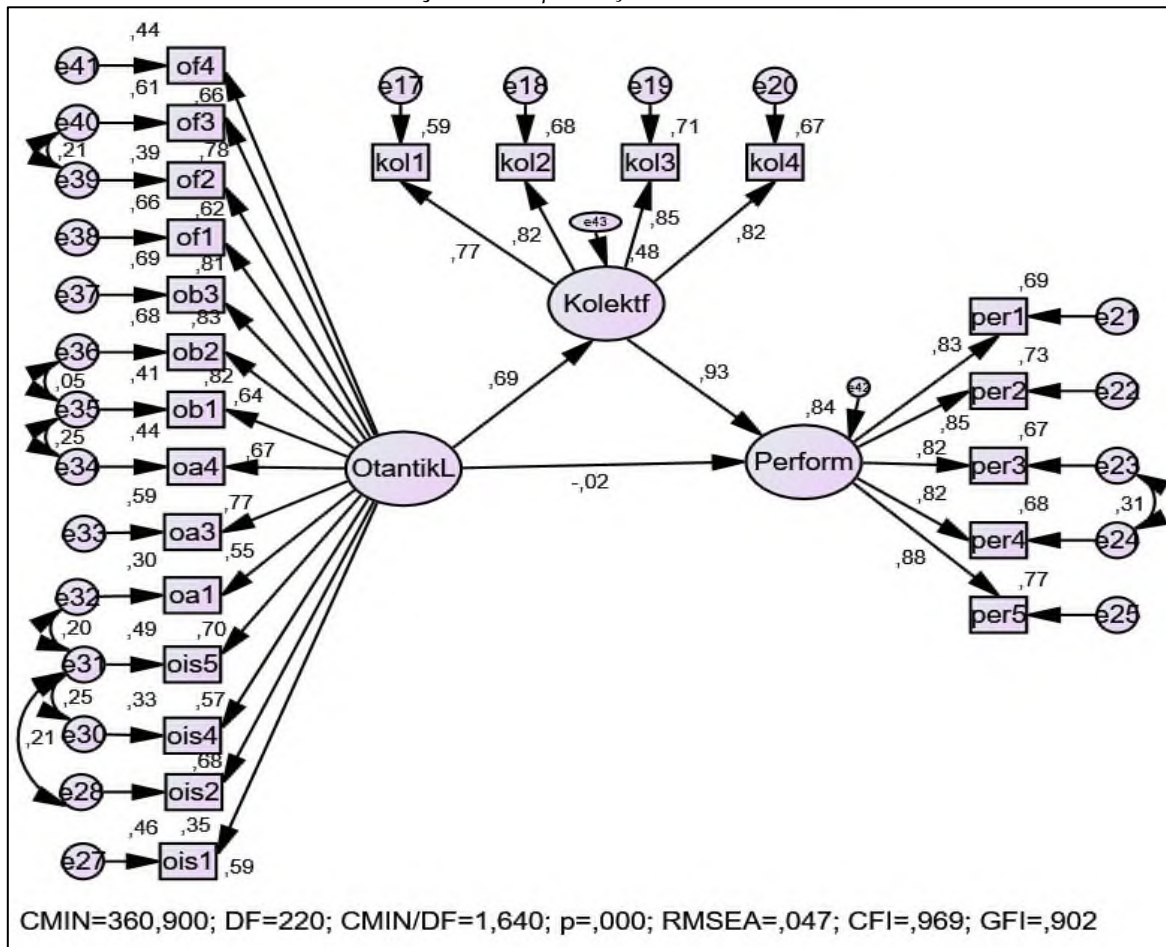 ,44
e41 of4
,61 ,66
e40 of3
,21 ,39 ,78
e39 of2
,66 ,62
e38 of1
,69 ,81
e37 ob3
,68 ,83
e36 ob2
,05 ,41 ,82
e35 ob1 ,64
,25 ,44
e34 oa4 ,67
,59 ,77
e33 oa3
,30 ,55
e32 oa1
,20 ,49 ,70
e31 ois5
,25 ,33 ,57
e30 ois4
,21 ,68
e28 ois2
,46 ,35
e27 ois1 ,59
e17 e18 e19 e20
,59 ,68 ,71 ,67
kol1 kol2 kol3 kol4
e43
,77 ,82 ,48 ,85 ,82
Kolektf
,69 ,93
OtantikL
-,02
,84 e42
Perform
,69
per1 e21
,83 ,73
per2 e22
,85 ,67
,82 per3 e23
,82 ,68 ,31
per4 e24
,88 ,77
per5 e25
CMIN=360,900; DF=220; CMIN/DF=1,640; p=,000; RMSEA=,047; CFI=,969; GFI=,902